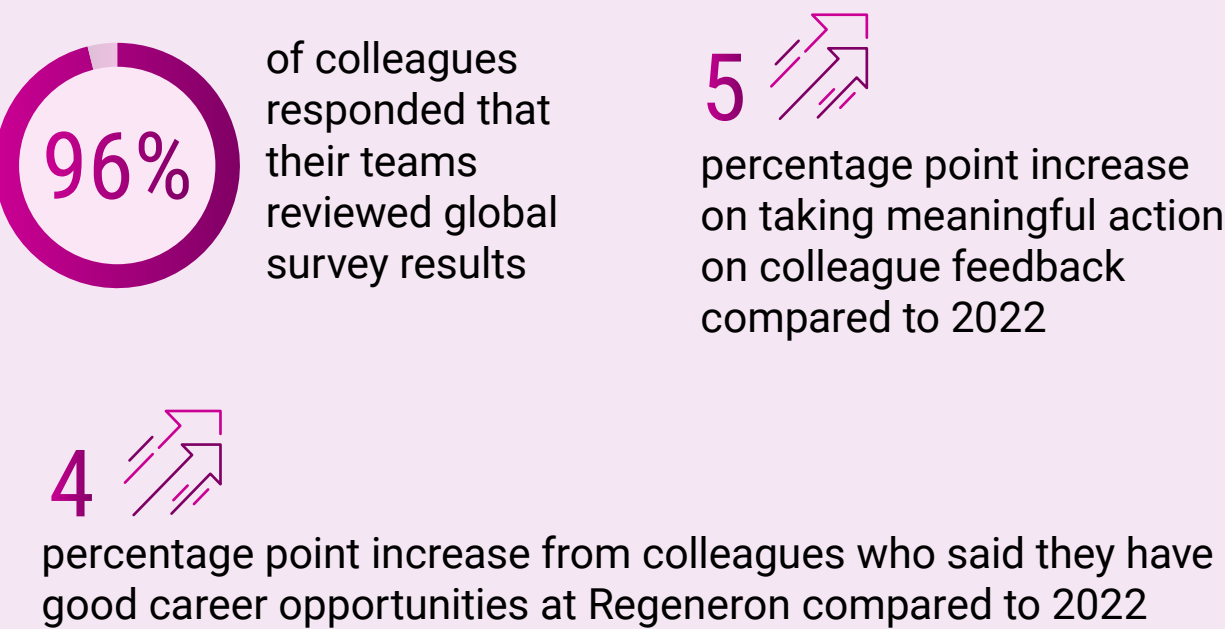 96%
of colleagues
responded that
their teams
reviewed global
survey results
5
percentage point increase
on taking meaningful action
on colleague feedback
compared to 2022
4
percentage point increase from colleagues who said they have
good career opportunities at Regeneron compared to 2022